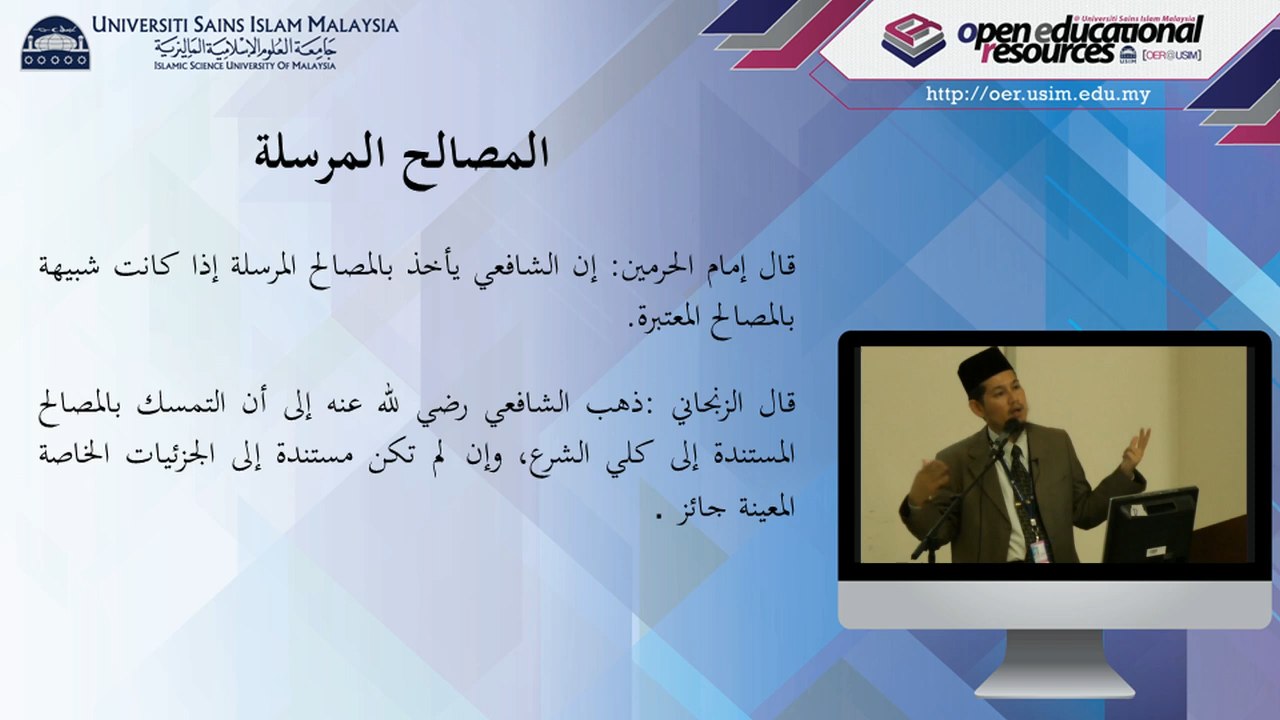 UNIVERSITI SAINS ISLAM MALAYSIA
جامعة العلوم الإسلامية الماليزية
ISLAMIC SCIENCE UNIVERSITY OF MALAYSIA
@ Universiti Sains Islam Malaysia
open educational
resources
USIM
[OER@USIM]
http://oer.usim.edu.my
المصالح المرسلة
قال إمام الحرمين: إن الشافعي يأخذ بالمصالح المرسلة إذا كانت شبيهة
بالمصالح المعتبرة.
قال الزنحاني :ذهب الشافعي رضي لله عنه إلى أن التمسك بالمصالح
المستندة إلى كلي الشرع، وإن لم تكن مستندة إلى الجزئيات الخاصة
المعينة جائز .